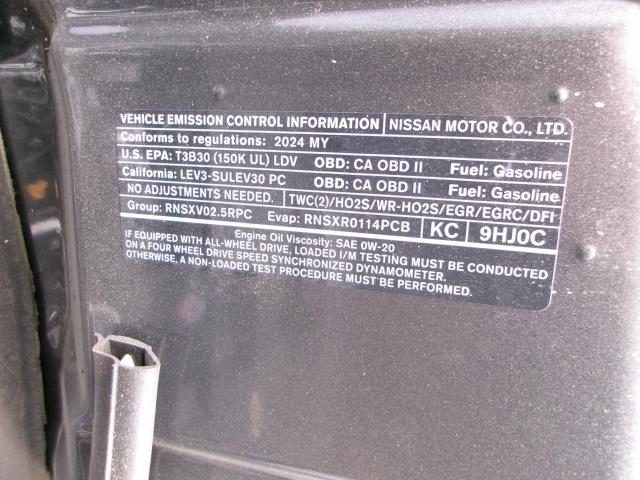 VEHICLE EMISSION CONTROL INFORMATION NISSAN MOTOR CO., LTD.
Conforms to regulations: 2024 MY
U.S. EPA: T3B30 (150K UL) LDV OBD: CA OBD II Fuel: Gasoline
California: LEV3-SULEV30 PC OBD: CA OBD II Fuel: Gasoline
NO ADJUSTMENTS NEEDED. TWC(2)/HO2S/WR-HO2S/EGR/EGRC/DFI
Group: RNSXV02.5RPC Evap: RNSXR0114PCB KC 9HJ0C
Engine Oil Viscosity: SAE 0W-20
IF EQUIPPED WITH ALL-WHEEL DRIVE, LOADED I/M TESTING MUST BE CONDUCTED
ON A FOUR WHEEL DRIVE SPEED SYNCHRONIZED DYNAMOMETER.
OTHERWISE, A NON-LOADED TEST PROCEDURE MUST BE PERFORMED.